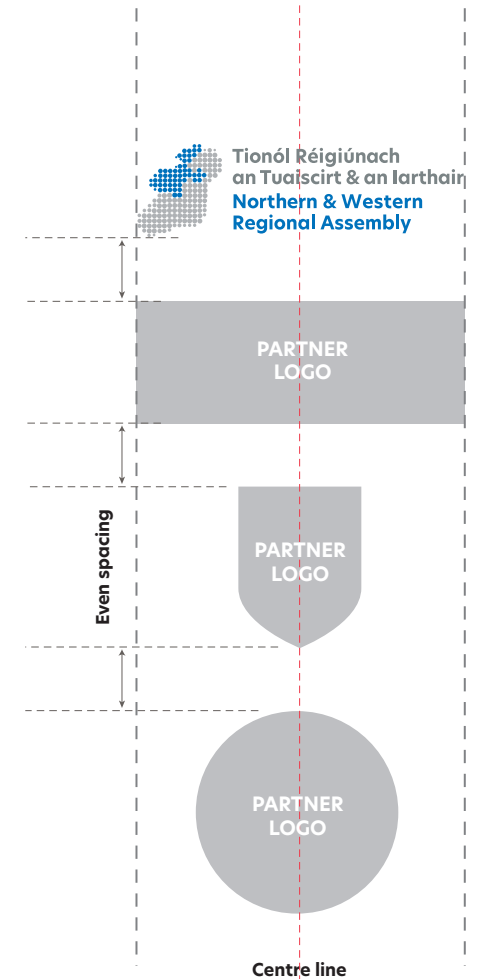 Tionól Réigiúnach
an Tuaiscirt & an Iarthair
Northern & Western
Regional Assembly
PARTNER
LOGO
Even spacing
PARTNER
LOGO
PARTNER
LOGO
Centre line